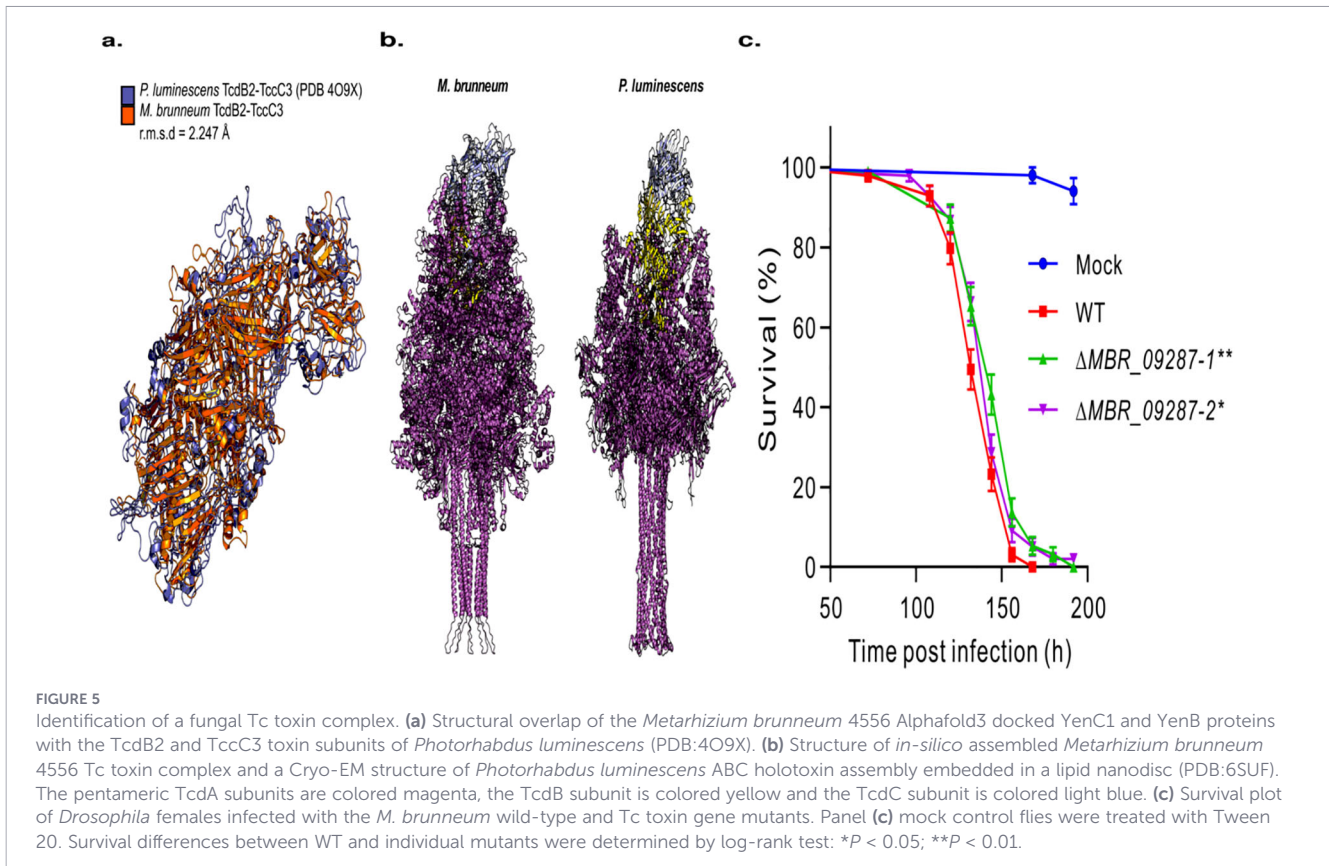 a.
P. luminescens TcdB2-TccC3 (PDB 4O9X)
M. brunneum TcdB2-TccC3
r.m.s.d = 2.247 Å
b.
M. brunneum
P. luminescens
c.
Survival (%)
100
80
60
40
20
0
50
100
150
200
Time post infection (h)
Mock
WT
ΔMBR_09287-1**
ΔMBR_09287-2*
FIGURE 5
Identification of a fungal Tc toxin complex. (a) Structural overlap of the Metarhizium brunneum 4556 Alphafold3 docked YenC1 and YenB proteins
with the TcdB2 and TccC3 toxin subunits of Photorhabdus luminescens (PDB:4O9X). (b) Structure of in-silico assembled Metarhizium brunneum
4556 Tc toxin complex and a Cryo-EM structure of Photorhabdus luminescens ABC holotoxin assembly embedded in a lipid nanodisc (PDB:6SUF).
The pentameric TcdA subunits are colored magenta, the TcdB subunit is colored yellow and the TcdC subunit is colored light blue. (c) Survival plot
of Drosophila females infected with the M. brunneum wild-type and Tc toxin gene mutants. Panel (c) mock control flies were treated with Tween
20. Survival differences between WT and individual mutants were determined by log-rank test: *P < 0.05; **P < 0.01.